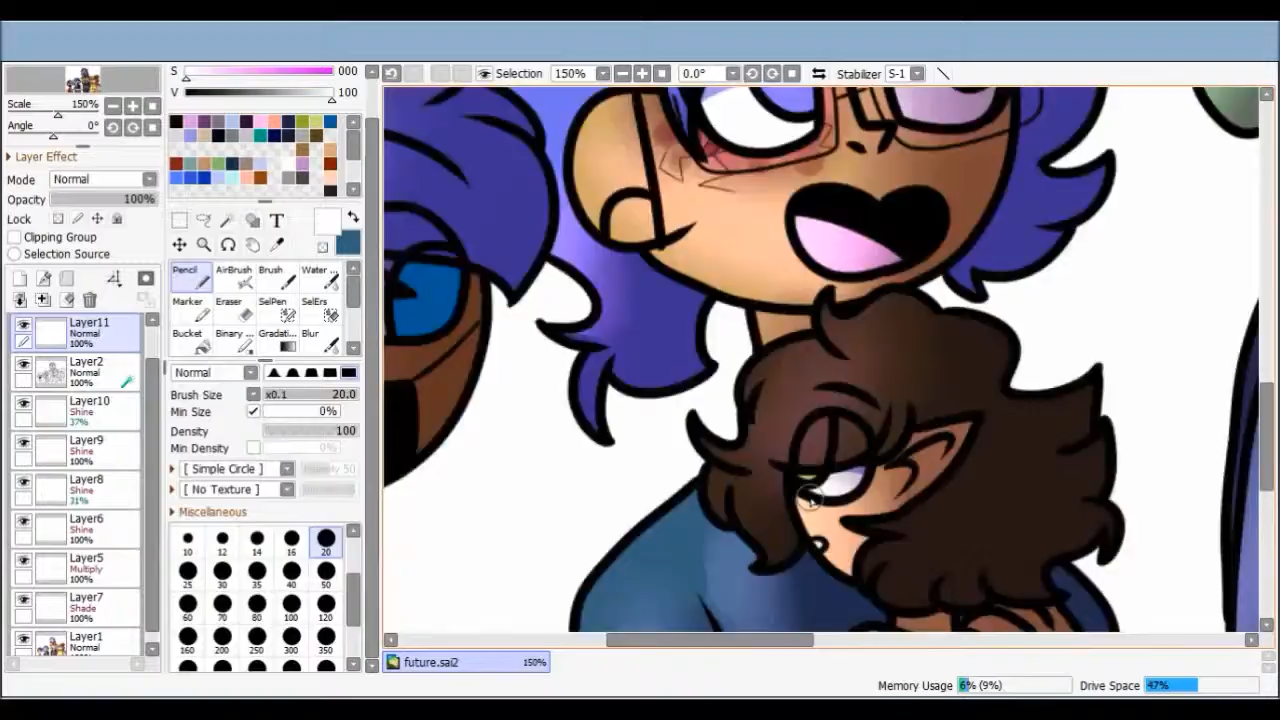 S 000
V 100
Scale 150%
Angle 0°
Layer Effect
Mode Normal
Opacity 100%
Lock
Clipping Group
Selection Source
Layer11
Normal
100%
Layer2
Normal
100%
Layer10
Shine
37%
Layer9
Shine
100%
Layer8
Shine
31%
Layer6
Shine
100%
Layer5
Multiply
100%
Layer7
Shade
100%
Layer1
Normal
100%
T
Pencil AirBrush Brush Water ...
Marker Eraser SelPen SelErs
Bucket Binary ... Gradati... Blur
Normal
Brush Size x0.1 20.0
Min Size 0%
Density 100
Min Density 0%
[ Simple Circle ] 50
[ No Texture ]
Miscellaneous
10 12 14 16 20
25 30 35 40 50
60 70 80 100 120
160 200 250 300 350
Selection 150% 0.0° Stabilizer S-1
future.sai2 150%
Memory Usage 6% (9%) Drive Space 47%